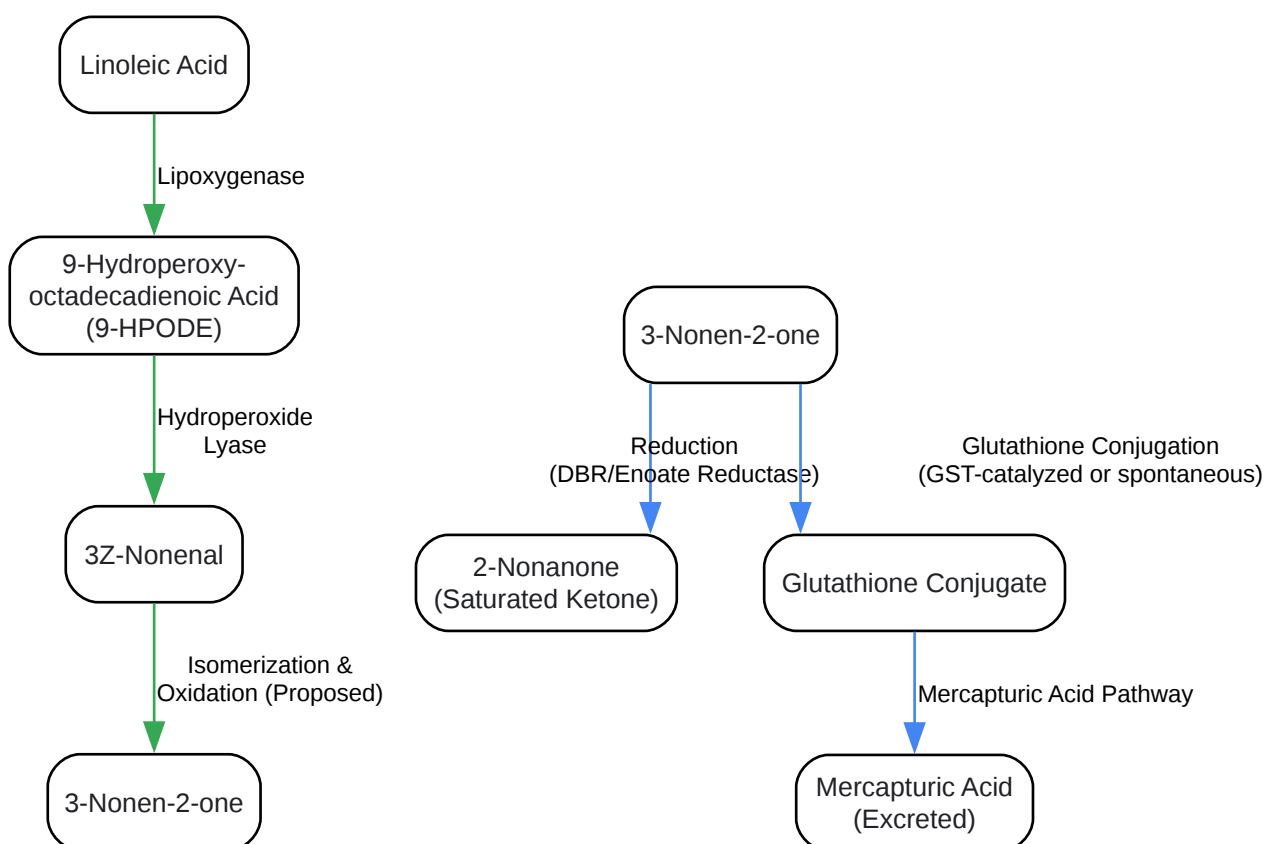 Linoleic Acid
Lipoxygenase
9-Hydroperoxy-
octadecadienoic Acid
(9-HPODE)
Hydroperoxide
Lyase
3Z-Nonenal
Isomerization &
Oxidation (Proposed)
3-Nonen-2-one
3-Nonen-2-one
Reduction
(DBR/Enoate Reductase)
Glutathione Conjugation
(GST-catalyzed or spontaneous)
2-Nonanone
(Saturated Ketone)
Glutathione Conjugate
Mercapturic Acid Pathway
Mercapturic Acid
(Excreted)